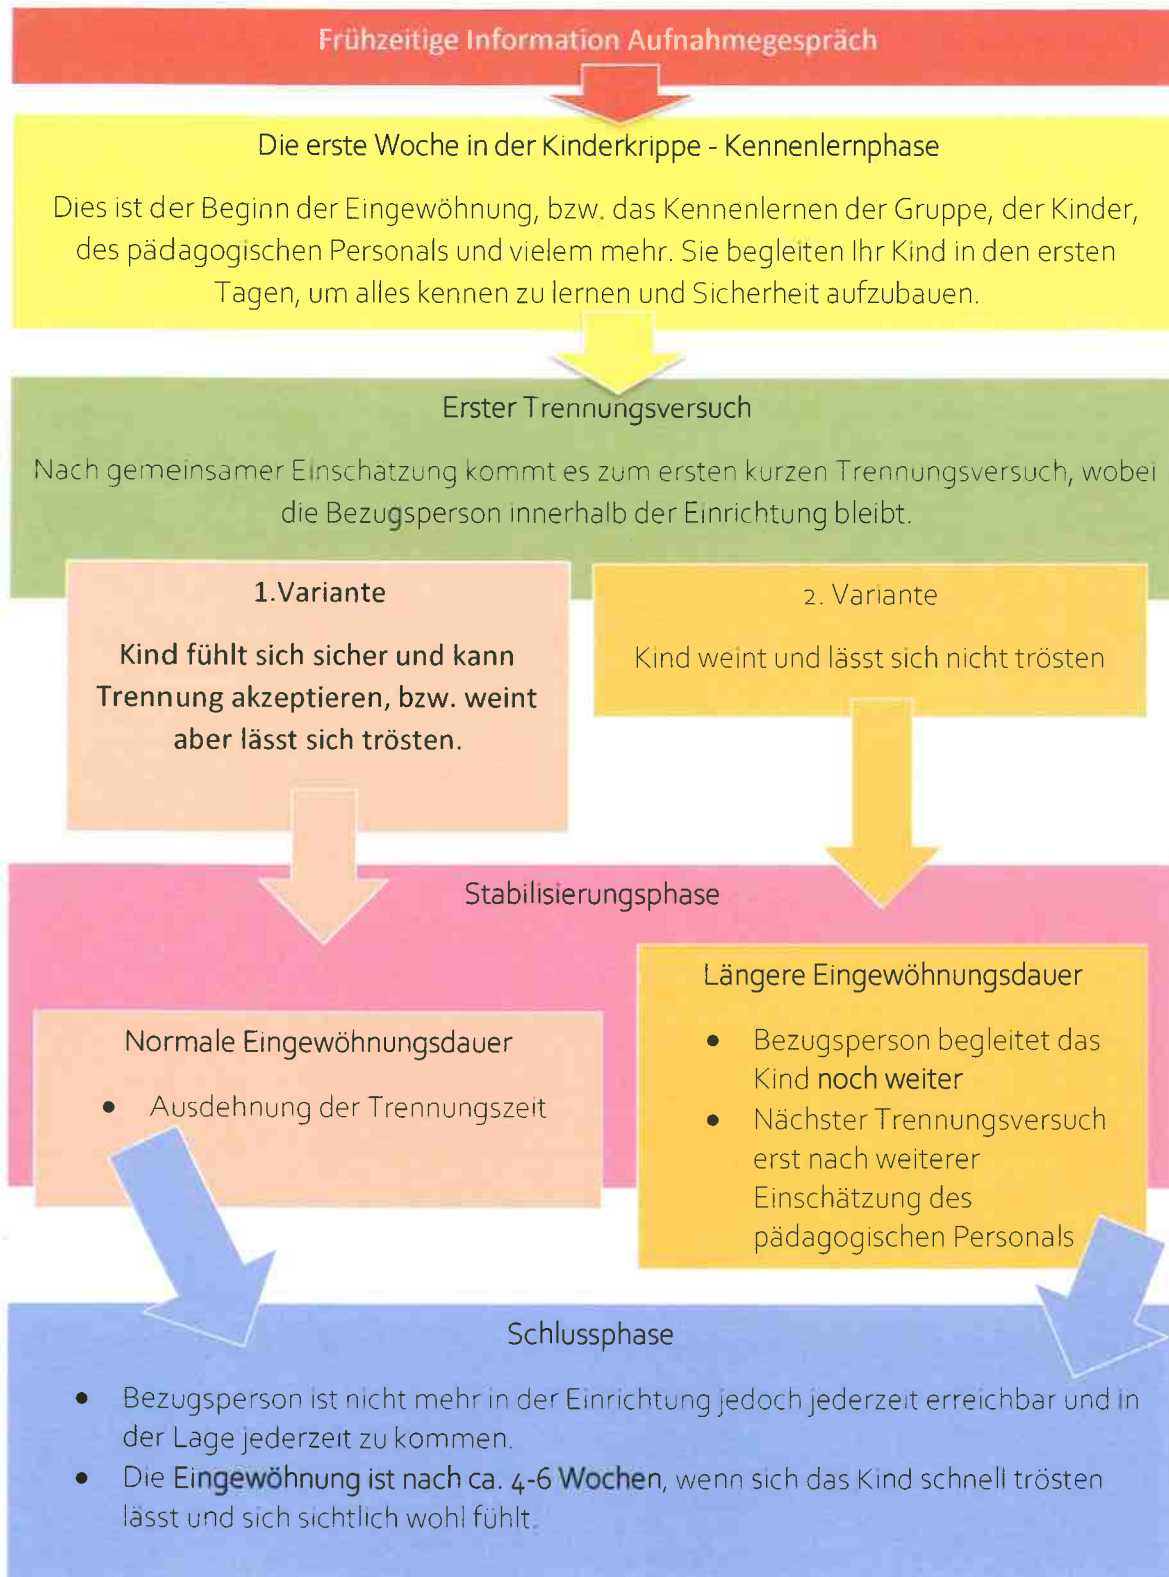 Frühzeitige Information Aufnahmegespräch
Die erste Woche in der Kinderkrippe - Kennenlernphase
Dies ist der Beginn der Eingewöhnung, bzw. das Kennenlernen der Gruppe, der Kinder,
des pädagogischen Personals und vielem mehr. Sie begleiten Ihr Kind in den ersten
Tagen, um alles kennen zu lernen und Sicherheit aufzubauen.
Erster Trennungsversuch
Nach gemeinsamer Einschätzung kommt es zum ersten kurzen Trennungsversuch, wobei
die Bezugsperson innerhalb der Einrichtung bleibt.
1.Variante
Kind fühlt sich sicher und kann
Trennung akzeptieren, bzw. weint
aber lässt sich trösten.
2. Variante
Kind weint und lässt sich nicht trösten
Stabilisierungsphase
Normale Eingewöhnungsdauer
• Ausdehnung der Trennungszeit
Längere Eingewöhnungsdauer
• Bezugsperson begleitet das
Kind noch weiter
• Nächster Trennungsversuch
erst nach weiterer
Einschätzung des
pädagogischen Personals
Schlussphase
• Bezugsperson ist nicht mehr in der Einrichtung jedoch jederzeit erreichbar und in
der Lage jederzeit zu kommen.
• Die Eingewöhnung ist nach ca. 4-6 Wochen, wenn sich das Kind schnell trösten
lässt und sich sichtlich wohl fühlt.